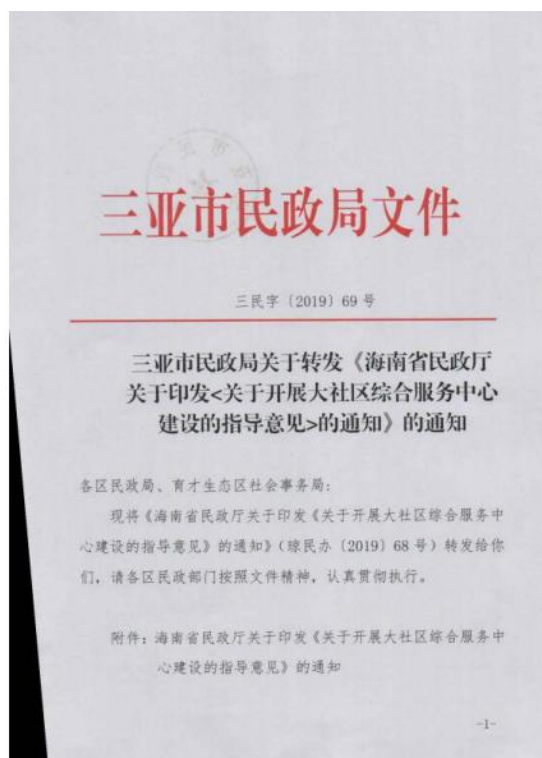 三亚市民政局文件
三民字〔2019〕69号
三亚市民政局关于转发《海南省民政厅
关于印发<关于开展大社区综合服务中心
建设的指导意见>的通知》的通知
各区民政局、育才生态区社会事务局：
现将《海南省民政厅关于印发《关于开展大社区综合服务中
心建设的指导意见》的通知》（琼民办〔2019〕68号）转发给你
们，请各区民政部门按照文件精神，认真贯彻执行。
附件：海南省民政厅关于印发《关于开展大社区综合服务中
心建设的指导意见》的通知
-1-